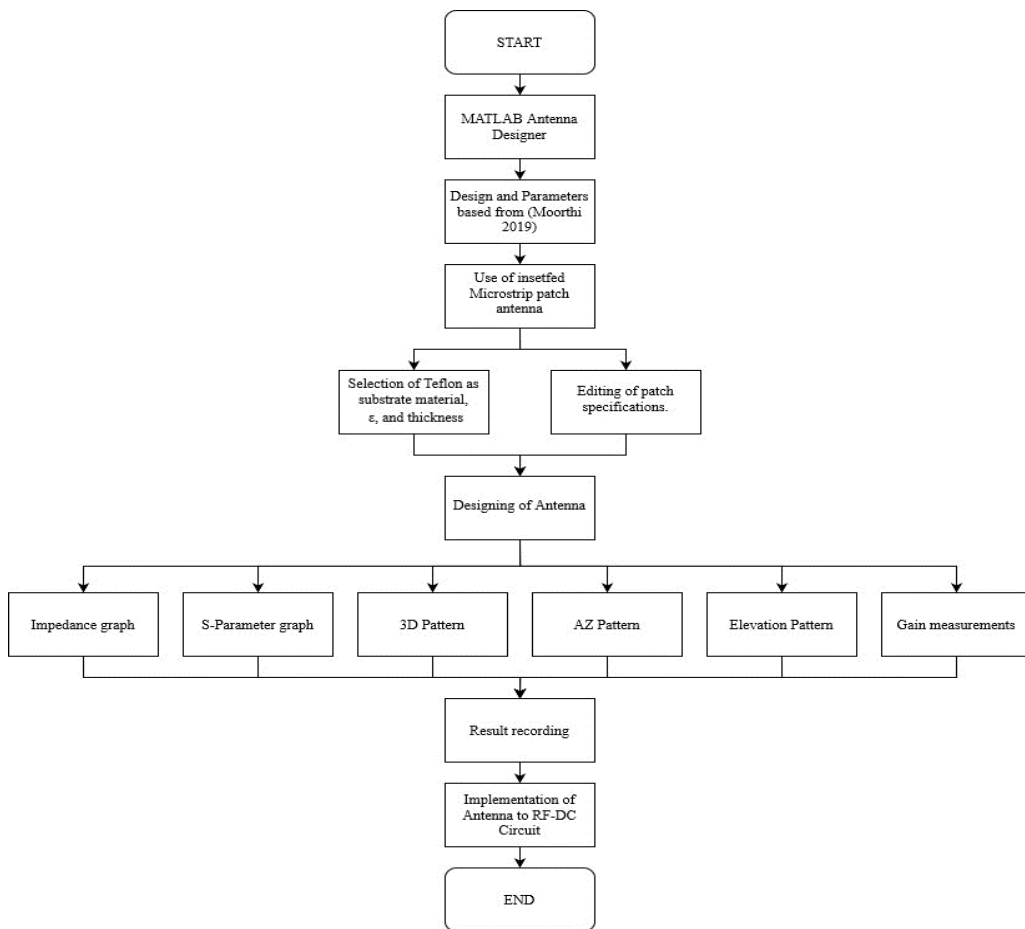 START
MATLAB Antenna
Designer
Design and Parameters
based from (Moorthi
2019)
Use of insetfed
Microstrip patch
antenna
Selection of Teflon as
substrate material,
ε, and thickness
Editing of patch
specifications.
Designing of Antenna
Impedance graph
S-Parameter graph
3D Pattern
AZ Pattern
Elevation Pattern
Gain measurements
Result recording
Implementation of
Antenna to RF-DC
Circuit
END